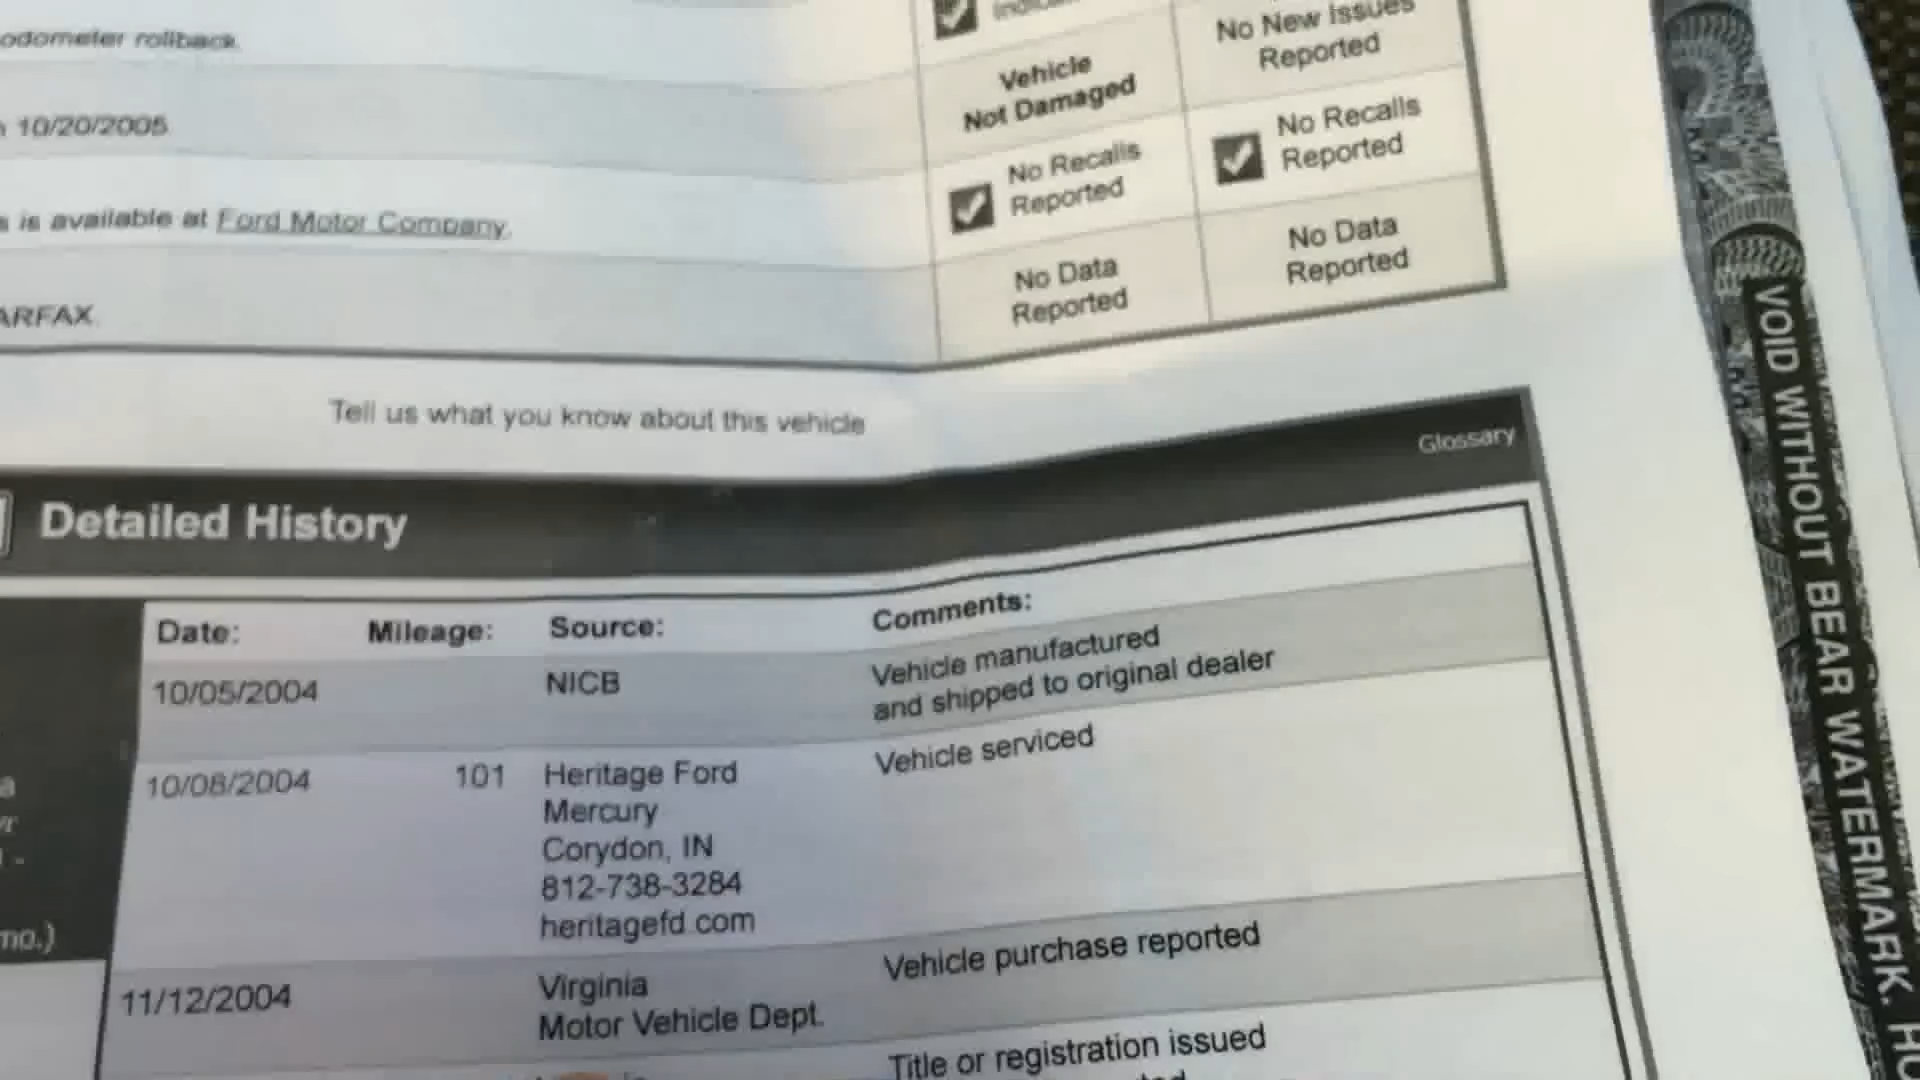 odometer rollback.
10/20/2005
is available at Ford Motor Company.
ARFAX.
Vehicle
Not Damaged
No New Issues
Reported
No Recalls
Reported
No Recalls
Reported
No Data
Reported
No Data
Reported
Tell us what you know about this vehicle
Glossary
Detailed History
Date: Mileage: Source: Comments:
10/05/2004 NICB Vehicle manufactured
and shipped to original dealer
10/08/2004 101 Heritage Ford Vehicle serviced
Mercury
Corydon, IN
812-738-3284
heritagefd.com
mo.)
11/12/2004 Virginia Vehicle purchase reported
Motor Vehicle Dept.
Title or registration issued
VOID WITHOUT BEAR WATERMARK.